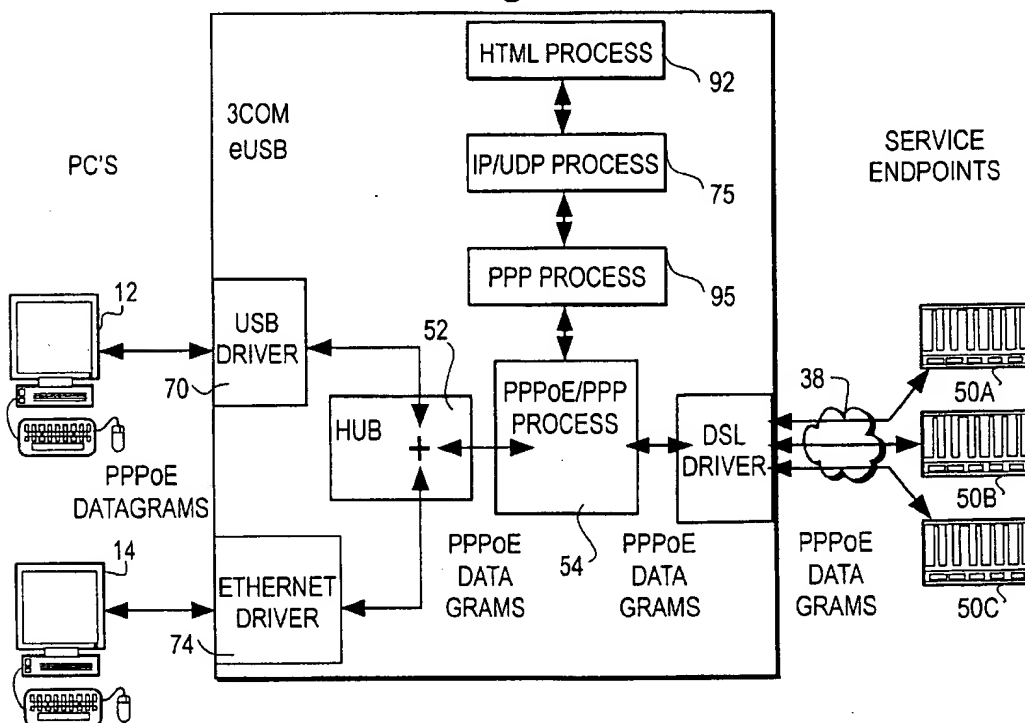 HTML PROCESS
92
3COM
eUSB
PC'S
SERVICE
ENDPOINTS
IP/UDP PROCESS
75
PPP PROCESS
95
12
USB
DRIVER
70
52
HUB
+
PPPoE/PPP
PROCESS
54
DSL
DRIVER
38
50A
50B
50C
PPPoE
DATAGRAMS
14
ETHERNET
DRIVER
74
PPPoE
DATA
GRAMS
PPPoE
DATA
GRAMS
PPPoE
DATA
GRAMS